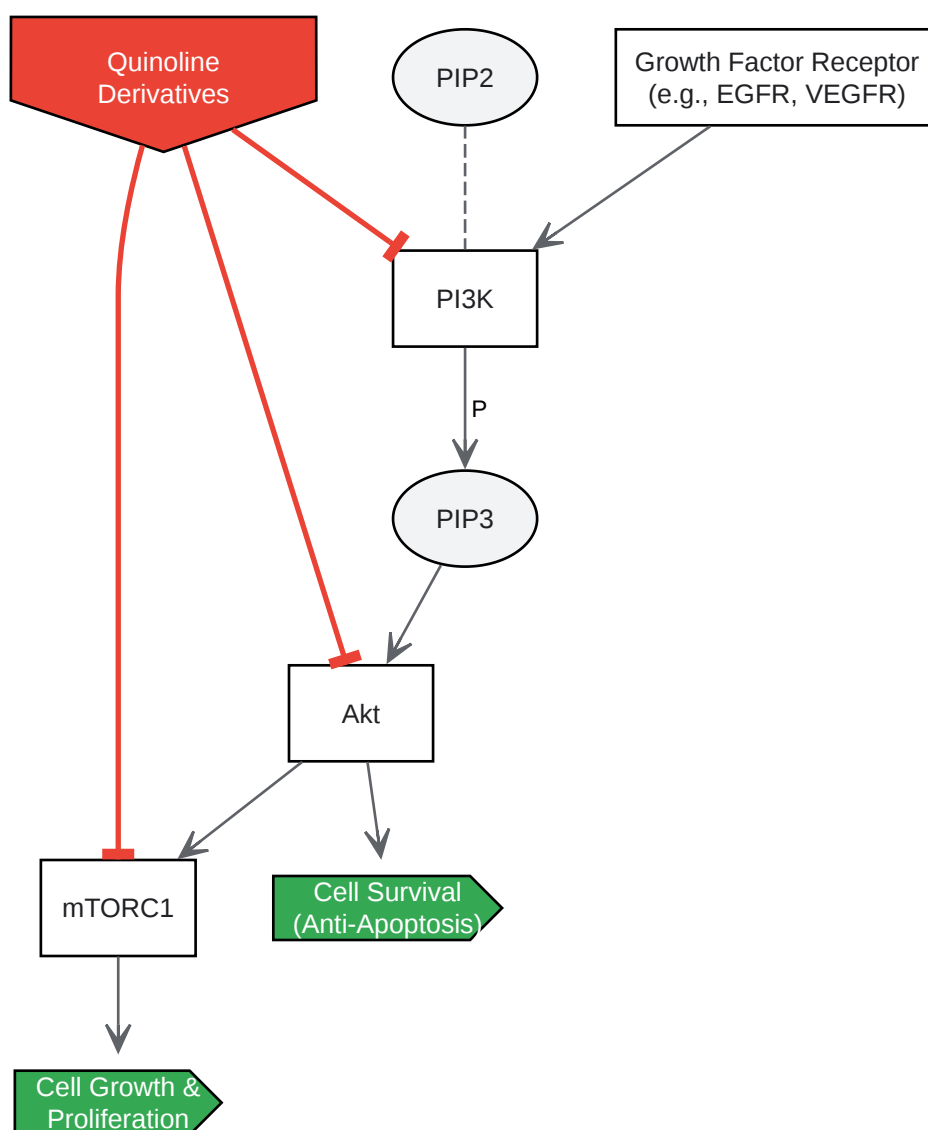 Quinoline
Derivatives
PIP2
Growth Factor Receptor
(e.g., EGFR, VEGFR)
PI3K
P
PIP3
Akt
mTORC1
Cell Survival
(Anti-Apoptosis)
Cell Growth &
Proliferation